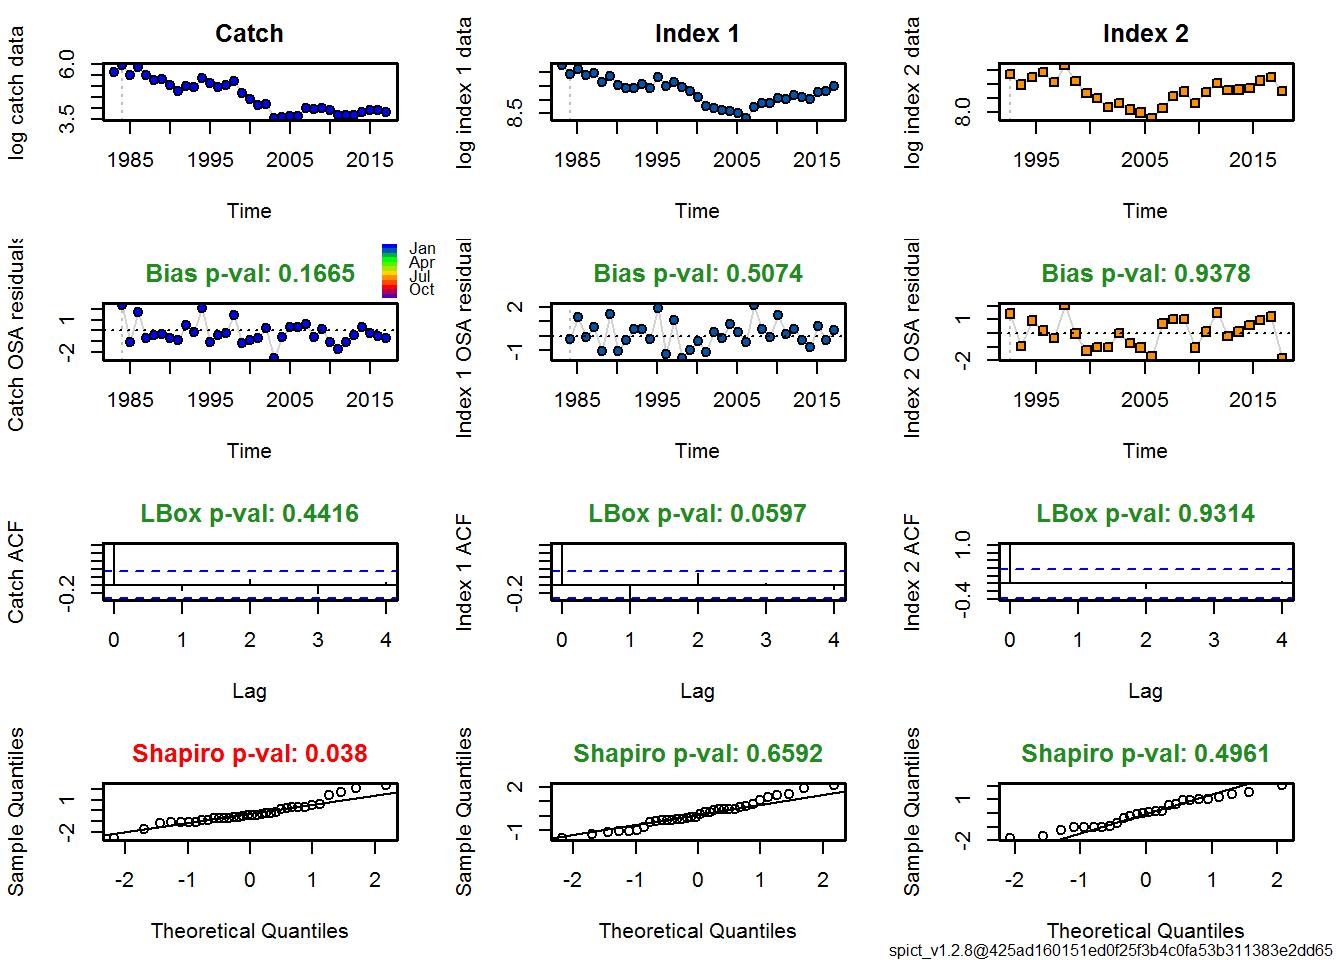 Catch
Index 1
Index 2
log catch data
3.5
6.0
1985
1995
2005
2015
Time
log index 1 data
8.5
1985
1995
2005
2015
Time
log index 2 data
8.0
1995
2005
2015
Time
Jan
Apr
Jul
Oct
Bias p-val: 0.1665
Bias p-val: 0.5074
Bias p-val: 0.9378
Catch OSA residuals
-2
1
1985
1995
2005
2015
Time
Index 1 OSA residual
-1
2
1985
1995
2005
2015
Time
Index 2 OSA residual
-2
1
1995
2005
2015
Time
LBox p-val: 0.4416
LBox p-val: 0.0597
LBox p-val: 0.9314
Catch ACF
-0.2
0
1
2
3
4
Lag
Index 1 ACF
-0.2
0
1
2
3
4
Lag
Index 2 ACF
-0.4
1.0
0
1
2
3
4
Lag
Shapiro p-val: 0.038
Shapiro p-val: 0.6592
Shapiro p-val: 0.4961
Sample Quantiles
-2
1
-2
-1
0
1
2
Theoretical Quantiles
Sample Quantiles
-1
2
-2
-1
0
1
2
Theoretical Quantiles
Sample Quantiles
-2
1
-2
-1
0
1
2
Theoretical Quantiles
spict_v1.2.8@425ad160151ed0f25f3b4c0fa53b311383e2dd65